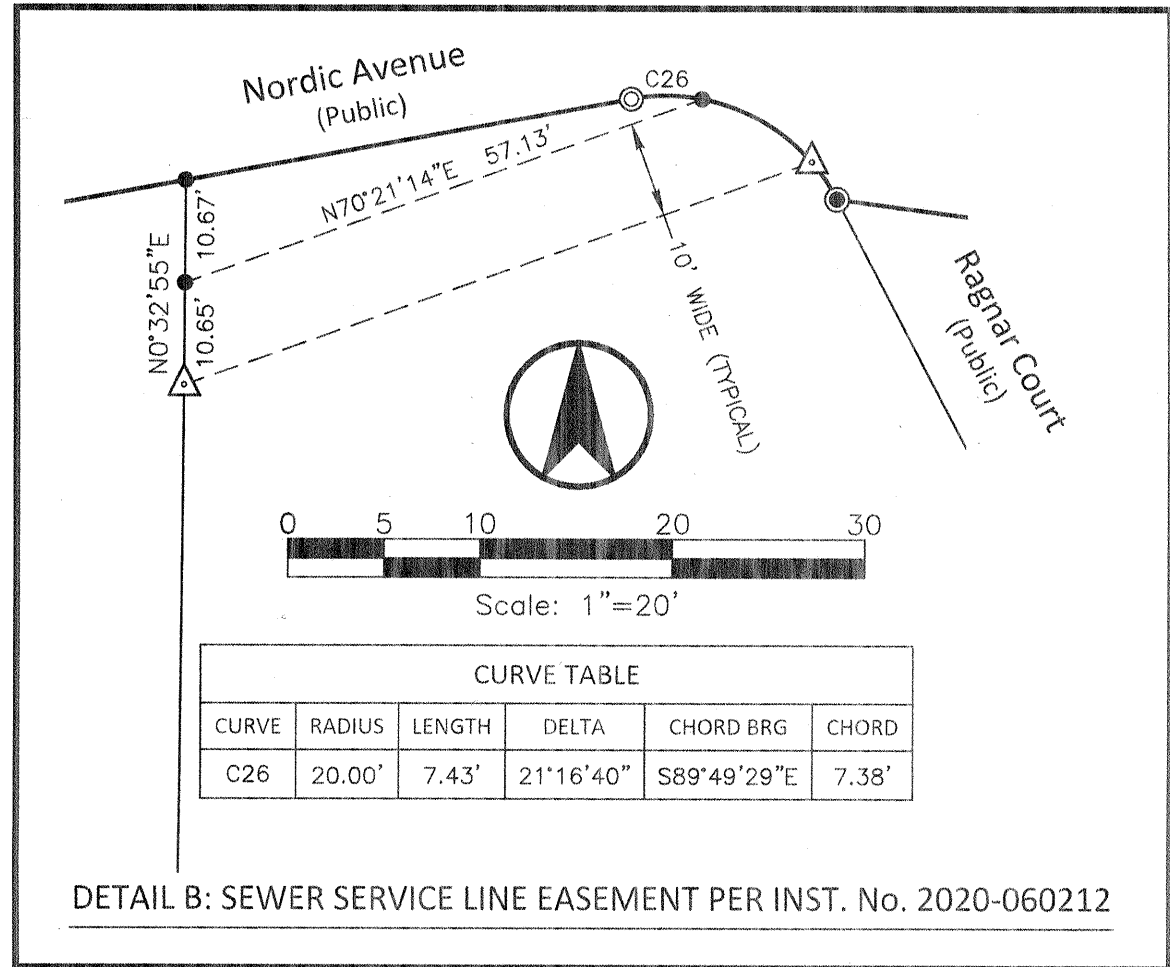 Nordic Avenue
(Public)
C26
N70°21'14"E 57.13'
N0°32'55"E
10.67'
10.65'
10' WIDE (TYPICAL)
Ragnar Court
(Public)
0 5 10 20 30
Scale: 1"=20'
CURVE TABLE
CURVE RADIUS LENGTH DELTA CHORD BRG CHORD
C26 20.00' 7.43' 21°16'40" S89°49'29"E 7.38'
DETAIL B: SEWER SERVICE LINE EASEMENT PER INST. No. 2020-060212